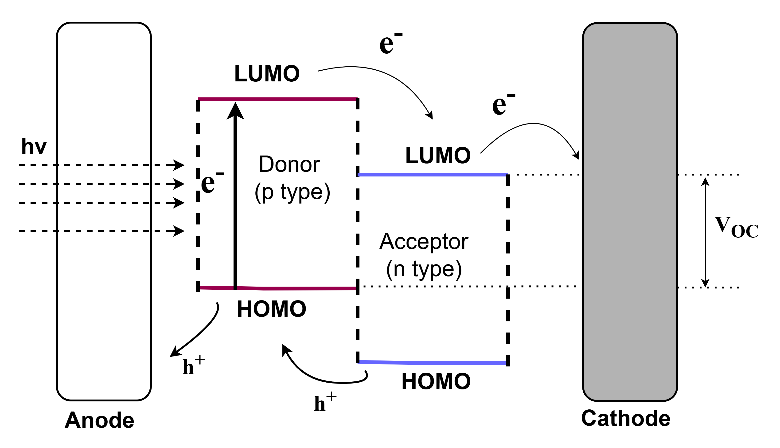 e-
LUMO
e-
hv
Donor
(p type)
LUMO
e-
Acceptor
(n type)
VOC
HOMO
h+
HOMO
h+
Anode
Cathode